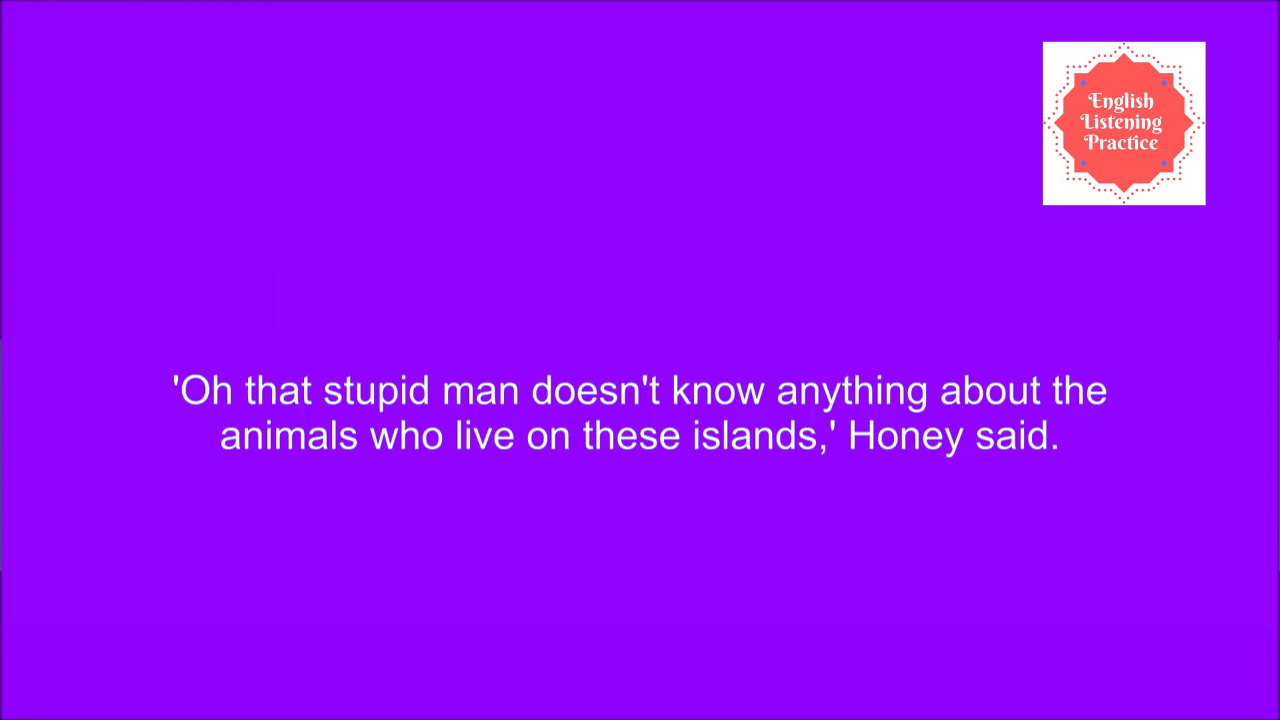 English
Listening
Practice
'Oh that stupid man doesn't know anything about the
animals who live on these islands,' Honey said.